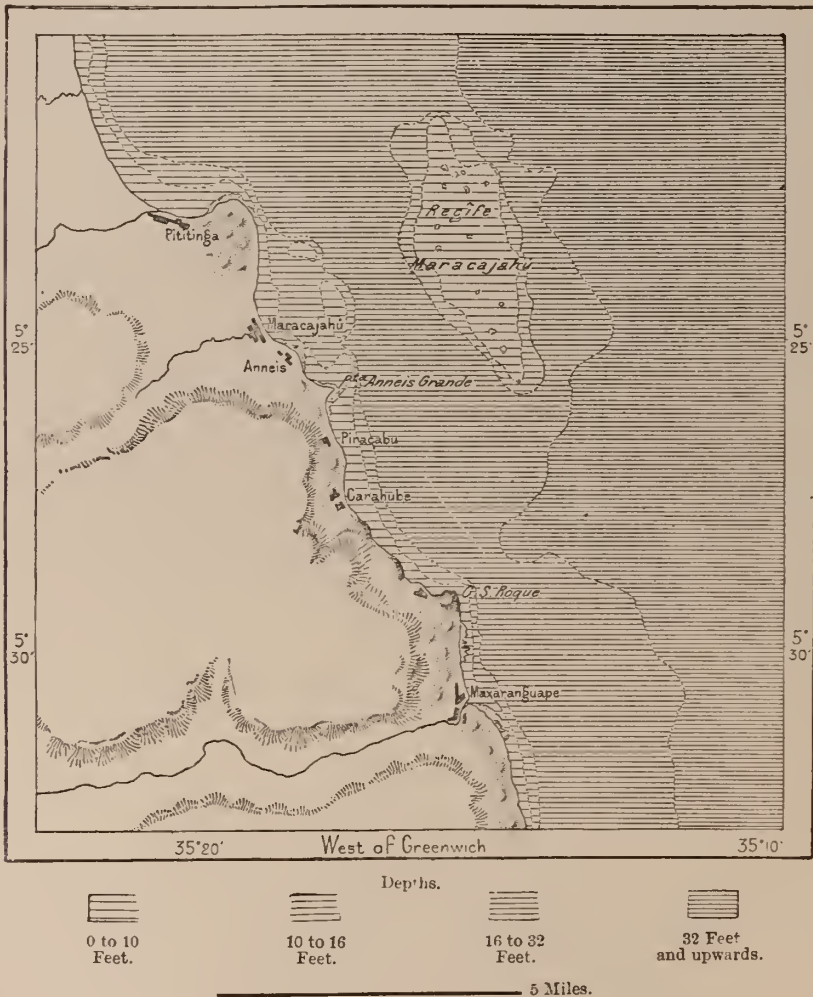 Pititinga
Recife
Maracajahú
Maracajahú
5°
25'
5°
25'
Anneis
pta Anneis Grande
Piracabú
Carahube
C. S. Roque
5°
30'
5°
30'
Maxaranguape
35°20'
West of Greenwich
35°10'
Depths.
0 to 10
Feet.
10 to 16
Feet.
16 to 32
Feet.
32 Feet
and upwards.
5 Miles.